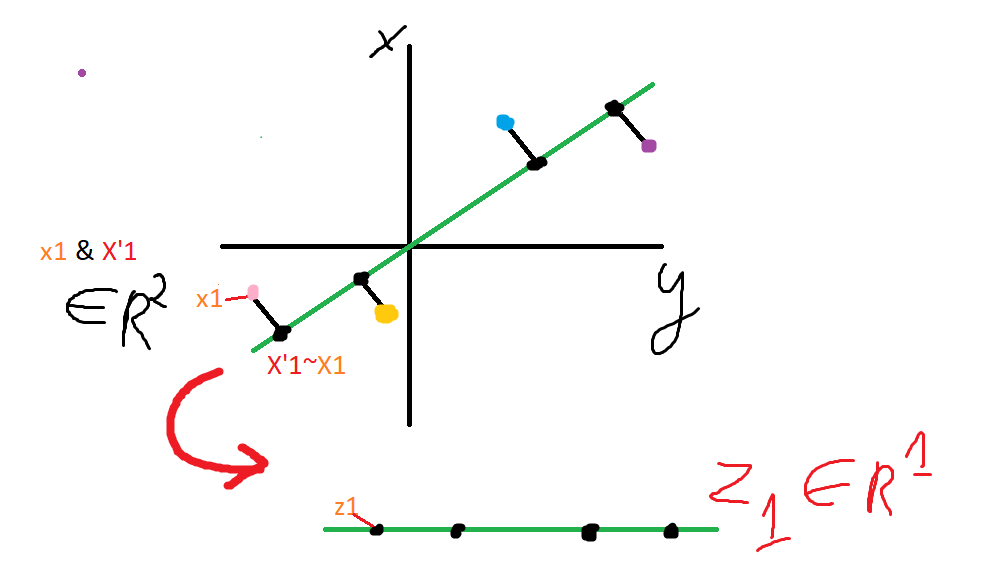 x
x1 & X'1
∈R²
x1
y
X'1~X1
z1
Z₁ ∈R¹